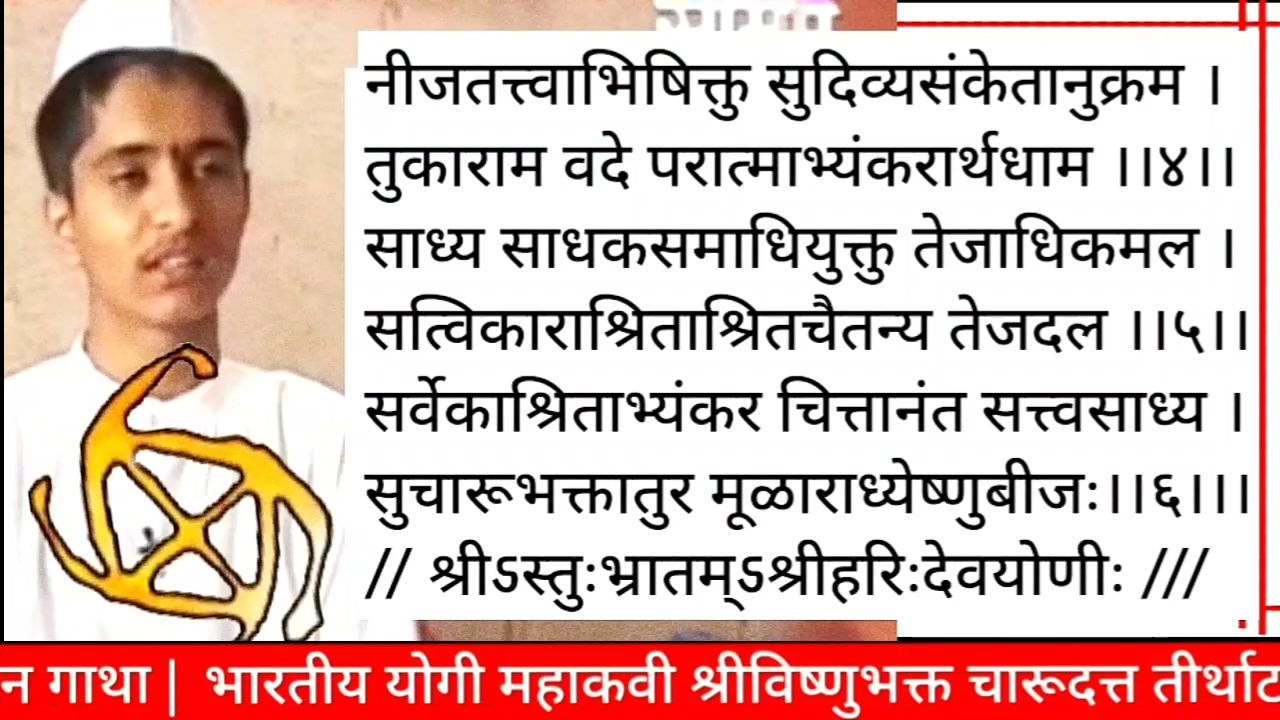 नीजतत्त्वाभिषिक्तु सुदिव्यसंकेतानुक्रम ।
तुकाराम वदे परात्माभ्यंकरार्थधाम ।।४।।
साध्य साधकसमाधियुक्तु तेजाधिकमल ।
सत्विकाराश्रिताश्रितचैतन्य तेजदल ।।५।।
सर्वेकाश्रिताभ्यंकर चित्तानंत सत्त्वसाध्य ।
सुचारूभक्तातुर मूळाराध्येष्णुबीजः।।६।।।
// श्रीऽस्तुःभ्रातम्ऽश्रीहरिःदेवयोणीः ///
न गाथा | भारतीय योगी महाकवी श्रीविष्णुभक्त चारूदत्त